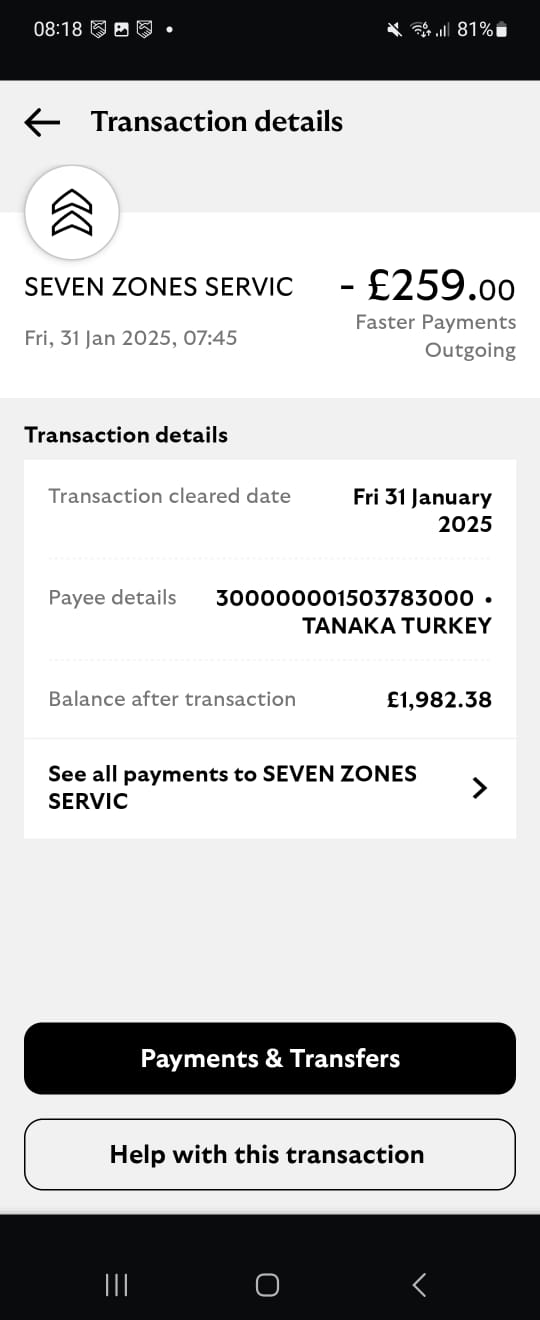 08:18 81%
Transaction details
SEVEN ZONES SERVIC - £259.00
Fri, 31 Jan 2025, 07:45 Faster Payments
Outgoing
Transaction details
Transaction cleared date Fri 31 January
2025
Payee details 300000001503783000 •
TANAKA TURKEY
Balance after transaction £1,982.38
See all payments to SEVEN ZONES
SERVIC
Payments & Transfers
Help with this transaction